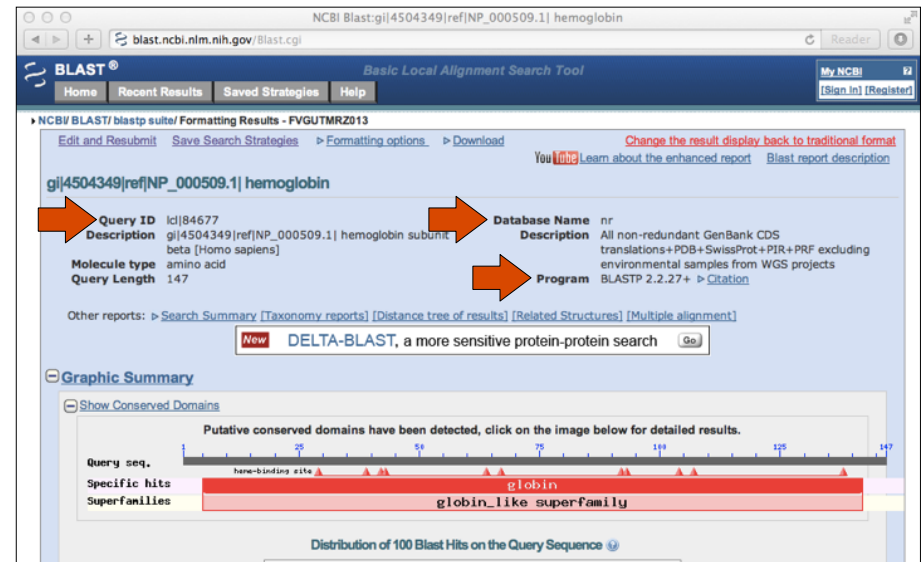 NCBI Blast:gi|4504349|ref|NP_000509.1| hemoglobin
blast.ncbi.nlm.nih.gov/Blast.cgi
Reader
BLAST ® Basic Local Alignment Search Tool
My NCBI
[Sign In] [Register]
Home Recent Results Saved Strategies Help
NCBI/ BLAST/ blastp suite/ Formatting Results - FVGUTMRZ013
Edit and Resubmit Save Search Strategies Formatting options Download
Change the result display back to traditional format
YouTube Learn about the enhanced report Blast report description
gi|4504349|ref|NP_000509.1| hemoglobin
Query ID lcl|84677
Description gi|4504349|ref|NP_000509.1| hemoglobin subunit
beta [Homo sapiens]
Molecule type amino acid
Query Length 147
Database Name nr
Description All non-redundant GenBank CDS
translations+PDB+SwissProt+PIR+PRF excluding
environmental samples from WGS projects
Program BLASTP 2.2.27+ Citation
Other reports: Search Summary [Taxonomy reports] [Distance tree of results] [Related Structures] [Multiple alignment]
New DELTA-BLAST, a more sensitive protein-protein search Go
Graphic Summary
Show Conserved Domains
Putative conserved domains have been detected, click on the image below for detailed results.
1 25 50 75 100 125 147
Query seq.
heme-binding site
Specific hits globin
Superfamilies globin_like superfamily
Distribution of 100 Blast Hits on the Query Sequence